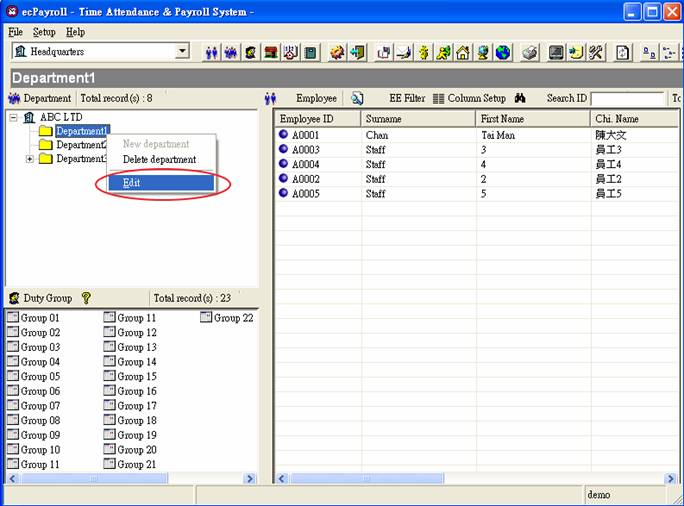 ecPayroll - Time Attendance & Payroll System -
File Setup Help
Headquarters
Department1
Department Total record(s) : 8
Employee EE Filter Column Setup Search ID To
ABC LTD
Department1
Department2
Department3
New department
Delete department
Edit
Employee ID Surname First Name Chi. Name
A0001 Chan Tai Man 陳大文
A0003 Staff 3 員工3
A0004 Staff 4 員工4
A0002 Staff 2 員工2
A0005 Staff 5 員工5
Duty Group Total record(s) : 23
Group 01 Group 11 Group 22
Group 02 Group 12
Group 03 Group 13
Group 04 Group 14
Group 05 Group 15
Group 06 Group 16
Group 07 Group 17
Group 08 Group 18
Group 09 Group 19
Group 10 Group 20
Group 11 Group 21
demo